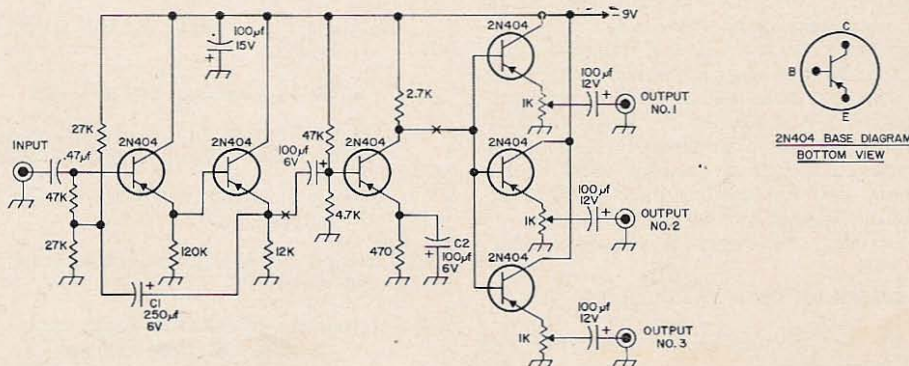 -9V
100µf
15V
2N404
100µf
12V
+
OUTPUT
NO.1
1K
27K
2.7K
INPUT
.47µf
2N404
2N404
47K
100µf
6V
+
2N404
47K
4.7K
27K
120K
12K
470
C2
100µf
6V
+
C1
250µf
6V
+
2N404
100µf
12V
+
OUTPUT
NO.2
1K
2N404
100µf
12V
+
OUTPUT
NO.3
1K
C
B
E
2N404 BASE DIAGRAM
BOTTOM VIEW